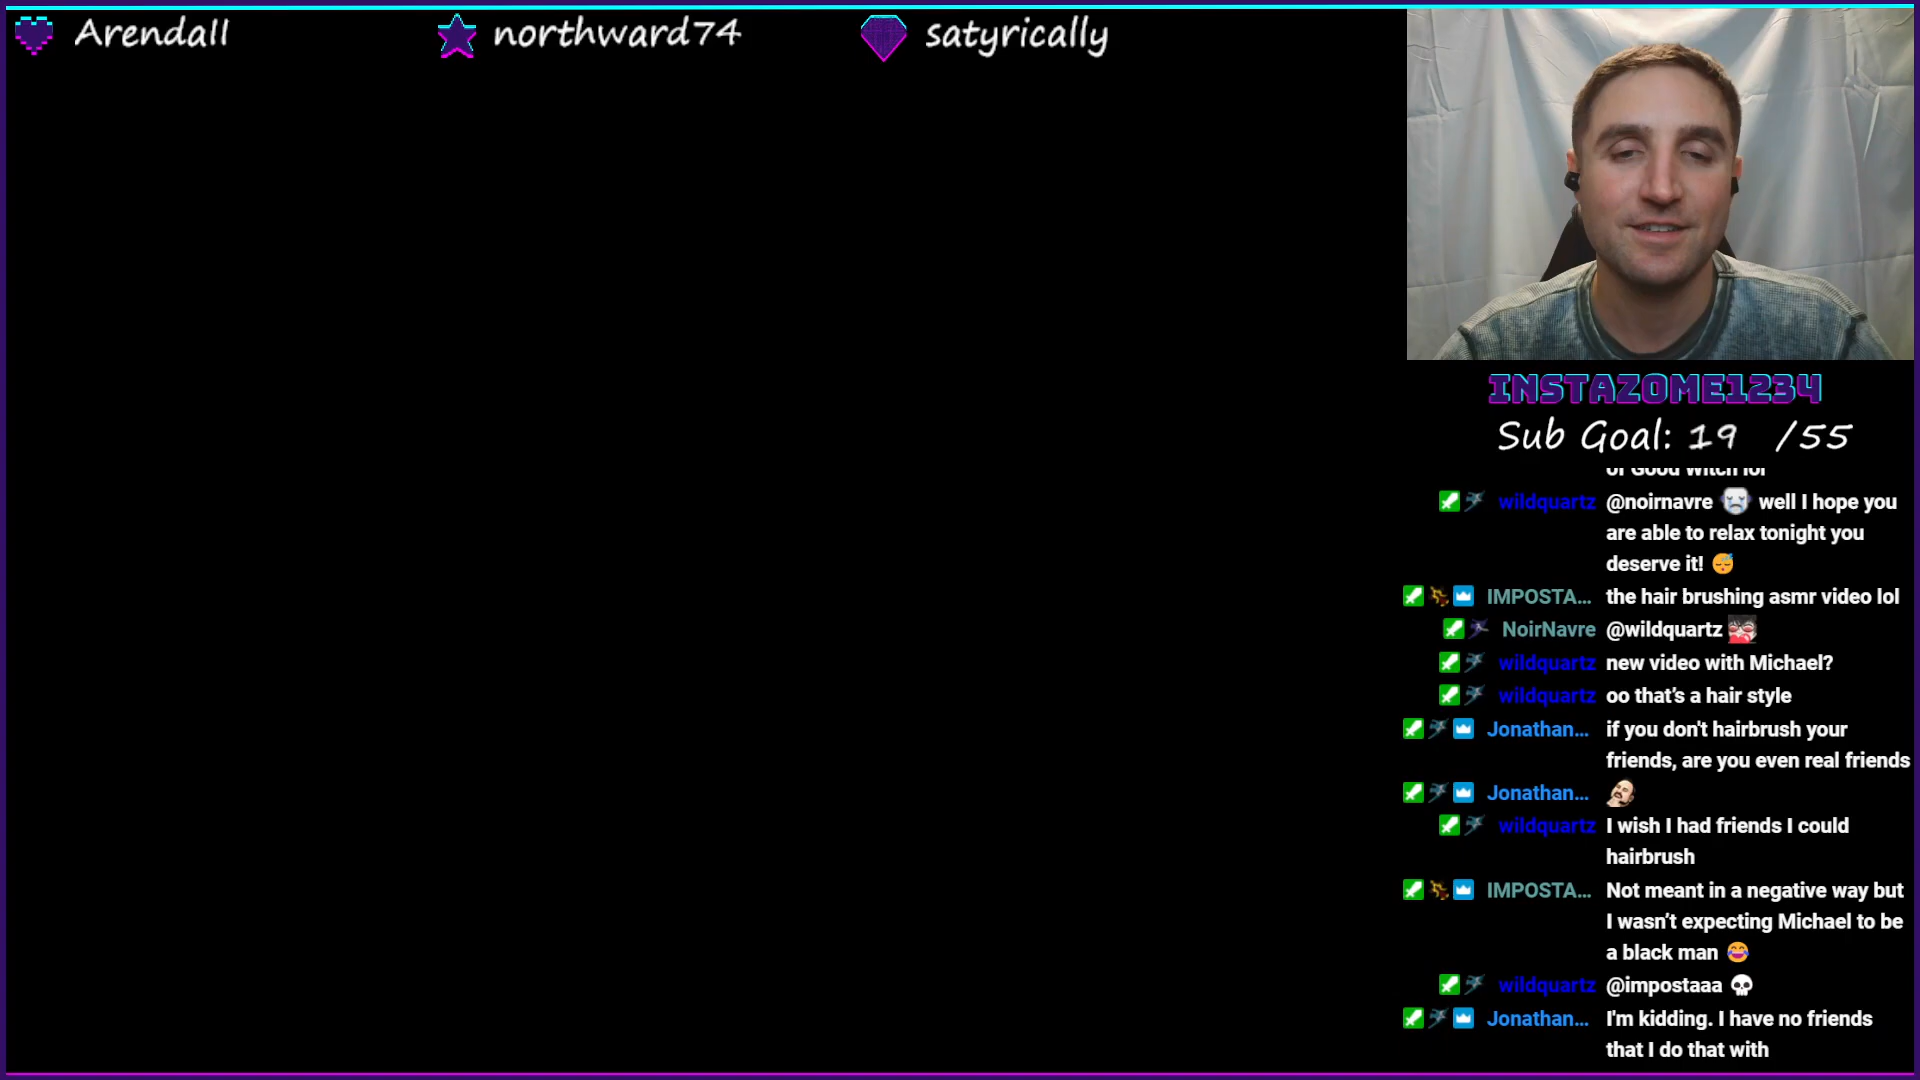 Arendall
northward74
satyrically
INSTAZOME1234
Sub Goal: 19 /55
or Good Witch lol
wildquartz @noirnavre well I hope you
are able to relax tonight you
deserve it!
IMPOSTA... the hair brushing asmr video lol
NoirNavre @wildquartz
wildquartz new video with Michael?
wildquartz oo that's a hair style
Jonathan... if you don't hairbrush your
friends, are you even real friends
Jonathan...
wildquartz I wish I had friends I could
hairbrush
IMPOSTA... Not meant in a negative way but
I wasn’t expecting Michael to be
a black man
wildquartz @impostaaa
Jonathan... I'm kidding. I have no friends
that I do that with